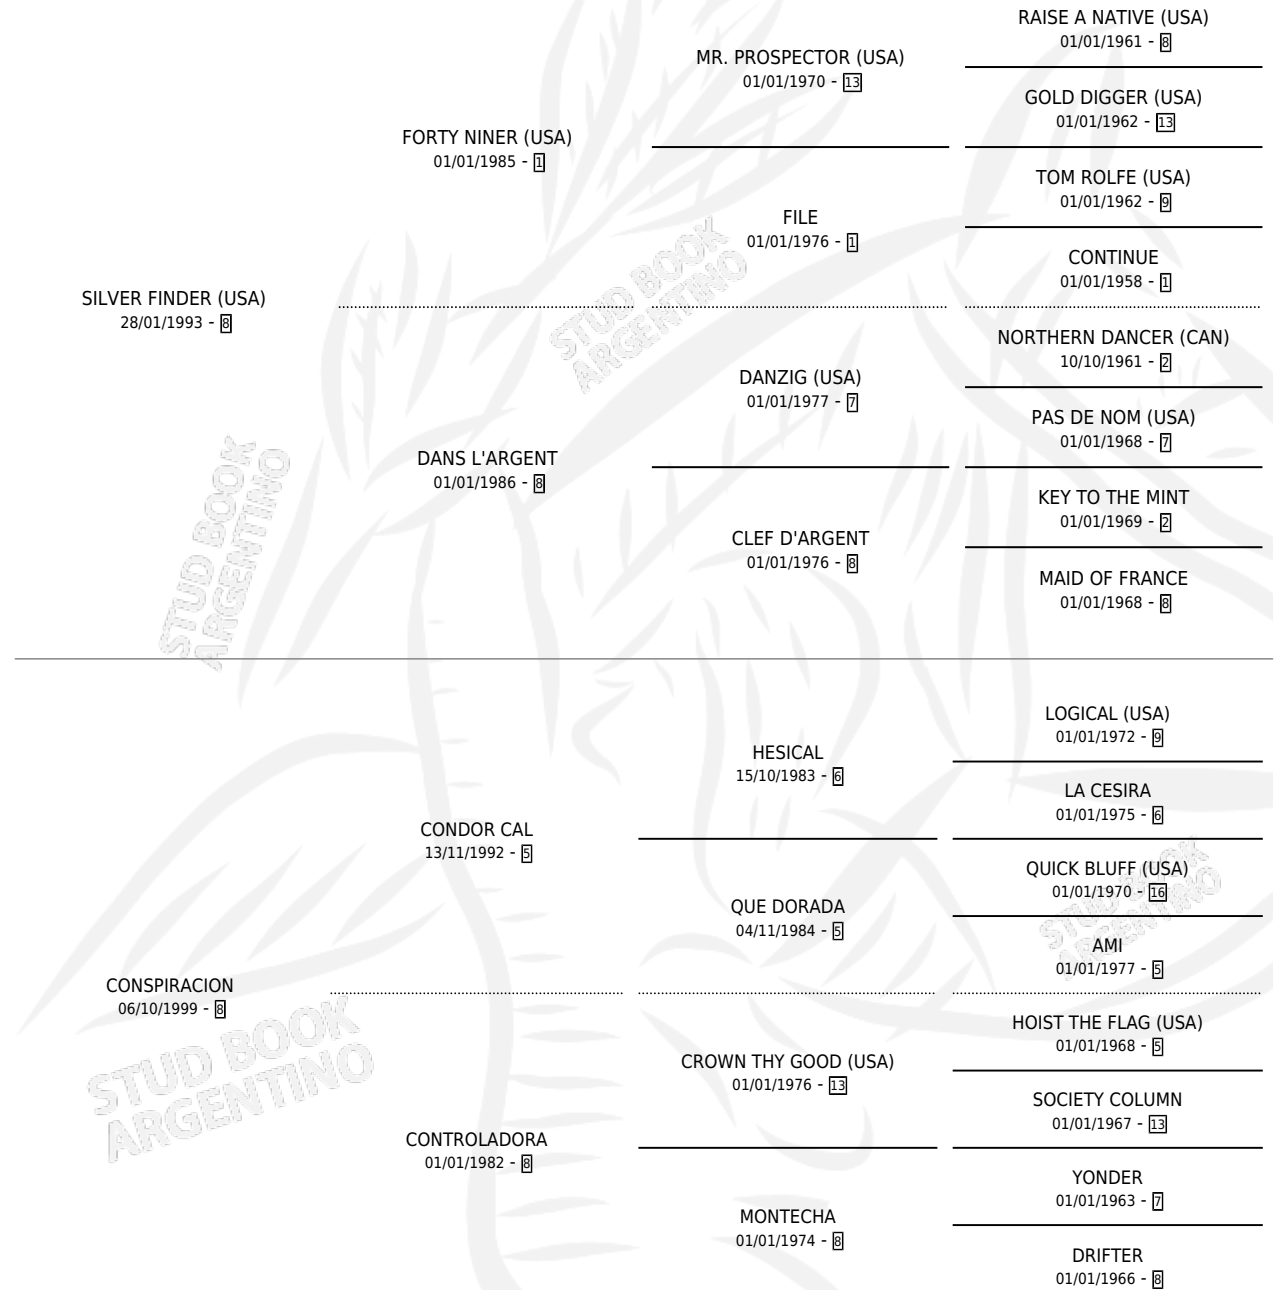 RAISE A NATIVE (USA)
01/01/1961 - 8
MR. PROSPECTOR (USA)
01/01/1970 - 13
GOLD DIGGER (USA)
01/01/1962 - 13
FORTY NINER (USA)
01/01/1985 - 1
TOM ROLFE (USA)
01/01/1962 - 9
FILE
01/01/1976 - 1
CONTINUE
01/01/1958 - 1
SILVER FINDER (USA)
28/01/1993 - 8
NORTHERN DANCER (CAN)
10/10/1961 - 2
DANZIG (USA)
01/01/1977 - 7
PAS DE NOM (USA)
01/01/1968 - 7
DANS L'ARGENT
01/01/1986 - 8
KEY TO THE MINT
01/01/1969 - 2
CLEF D'ARGENT
01/01/1976 - 8
MAID OF FRANCE
01/01/1968 - 8
LOGICAL (USA)
01/01/1972 - 9
HESICAL
15/10/1983 - 6
LA CESIRA
01/01/1975 - 6
CONDOR CAL
13/11/1992 - 5
QUICK BLUFF (USA)
01/01/1970 - 16
QUE DORADA
04/11/1984 - 5
AMI
01/01/1977 - 5
CONSPIRACION
06/10/1999 - 8
HOIST THE FLAG (USA)
01/01/1968 - 5
CROWN THY GOOD (USA)
01/01/1976 - 13
SOCIETY COLUMN
01/01/1967 - 13
CONTROLADORA
01/01/1982 - 8
YONDER
01/01/1963 - 7
MONTECHA
01/01/1974 - 8
DRIFTER
01/01/1966 - 8
STUD BOOK
ARGENTINO
STUD BOOK
ARGENTINO
STUD BOOK
ARGENTINO
STUD BOOK
ARGENTINO